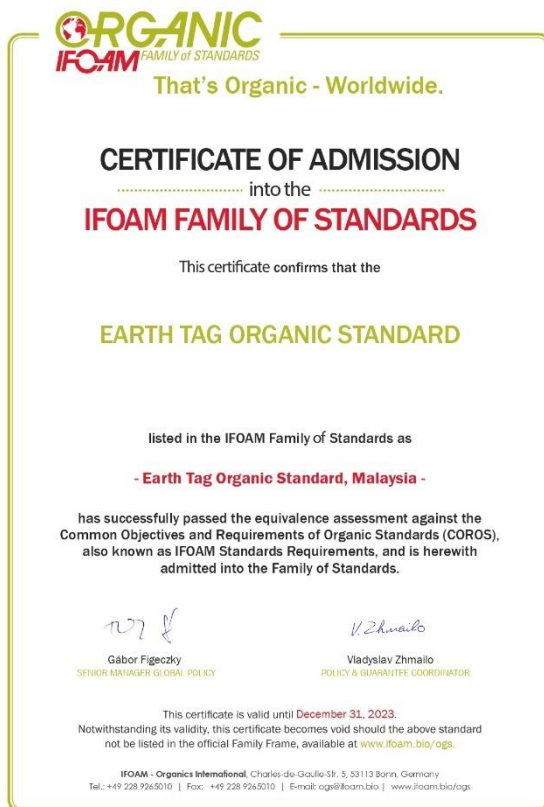 ORGANIC
IFOAM FAMILY of STANDARDS
That's Organic - Worldwide.
CERTIFICATE OF ADMISSION
into the
IFOAM FAMILY OF STANDARDS
This certificate confirms that the
EARTH TAG ORGANIC STANDARD
listed in the IFOAM Family of Standards as
- Earth Tag Organic Standard, Malaysia -
has successfully passed the equivalence assessment against the
Common Objectives and Requirements of Organic Standards (COROS),
also known as IFOAM Standards Requirements, and is herewith
admitted into the Family of Standards.
V. Zhmailo
Gábor Figeczky
Vladyslav Zhmailo
SENIOR MANAGER GLOBAL POLICY
POLICY & GUARANTEE COORDINATOR
This certificate is valid until December 31, 2023.
Notwithstanding its validity, this certificate becomes void should the above standard
not be listed in the official Family Frame, available at www.ifoam.bio/ogs.
IFOAM - Organics International, Charles-de-Gaulle-Str. 5, 53113 Bonn, Germany
Tel.: +49 228 9265010 | Fax: +49 228 9265010 | E-mail: ogs@ifoam.bio | www.ifoam.bio/ogs